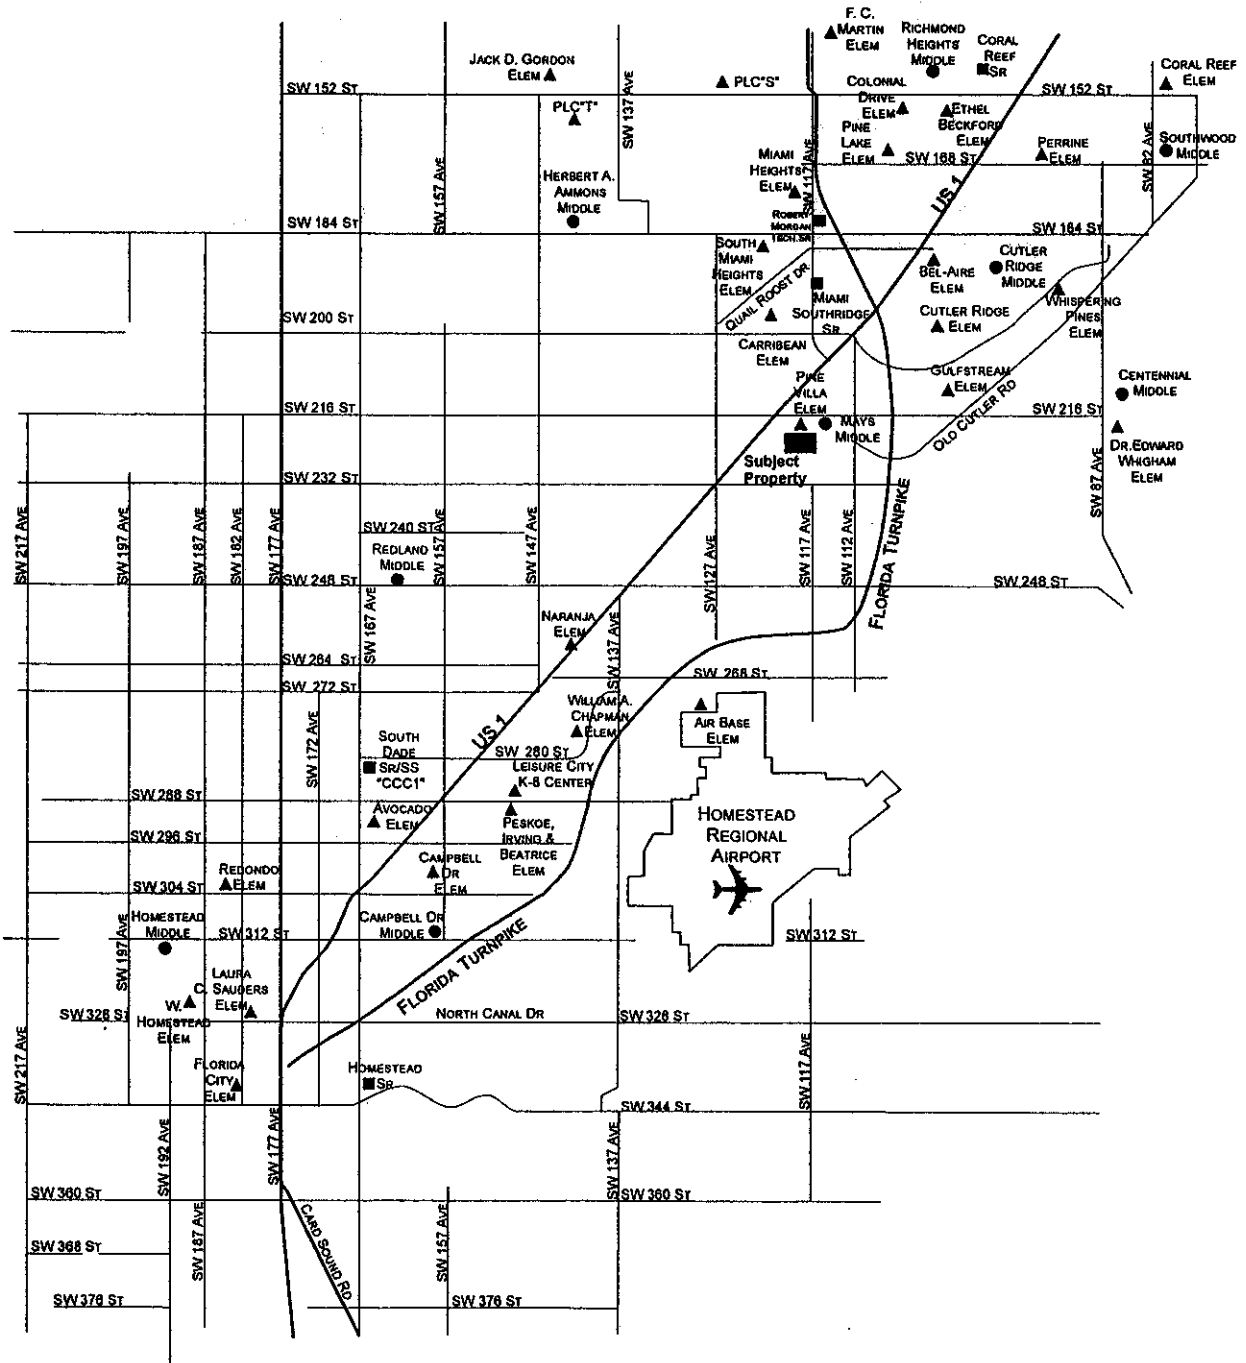 F. C.
MARTIN
ELEM
RICHMOND
HEIGHTS
MIDDLE
CORAL
REEF
SR
JACK D. GORDON
ELEM
CORAL REEF
ELEM
SW 152 ST
PLC"S"
COLONIAL
DRIVE
ELEM
SW 152 ST
PLC"T"
SW 137 AVE
ETHEL
BECKFORD
ELEM
PINE
LAKE
ELEM
PERRINE
ELEM
SOUTHWOOD
MIDDLE
SW 82 AVE
SW 168 ST
MIAMI
HEIGHTS
ELEM
SW 117 AVE
SW 157 AVE
HERBERT A.
AMMONS
MIDDLE
US 1
ROBERT
MORGAN
TECH.SR
SW 184 ST
SW 184 ST
SOUTH
MIAMI
HEIGHTS
ELEM
QUAIL ROOST DR
BEL-AIRE
ELEM
CUTLER
RIDGE
MIDDLE
MIAMI
SOUTHRIDGE
SR
WHISPERING
PINES
ELEM
SW 200 ST
CARRIBEAN
ELEM
CUTLER RIDGE
ELEM
PINE
VILLA
ELEM
GULFSTREAM
ELEM
CENTENNIAL
MIDDLE
SW 216 ST
MAYS
MIDDLE
OLD CUTLER RD
SW 216 ST
DR.EDWARD
WHIGHAM
ELEM
Subject
Property
SW 232 ST
SW 87 AVE
SW 217 AVE
SW 197 AVE
SW 187 AVE
SW 182 AVE
SW 177 AVE
SW 240 ST
SW 157 AVE
SW 147 AVE
SW 127 AVE
SW 117 AVE
SW 112 AVE
FLORIDA TURNPIKE
REDLAND
MIDDLE
SW 248 ST
SW 248 ST
SW 167 AVE
NARANJA
ELEM
SW 137 AVE
SW 264 ST
SW 268 ST
SW 272 ST
SW 172 AVE
US 1
WILLIAM A.
CHAPMAN
ELEM
AIR BASE
ELEM
SOUTH
DADE
SR/SS
"CCC1"
SW 280 ST
LEISURE CITY
K-8 CENTER
SW 288 ST
AVOCADO
ELEM
PESKOE,
IRVING &
BEATRICE
ELEM
HOMESTEAD
REGIONAL
AIRPORT
SW 296 ST
CAMPBELL
DR
ELEM
REDONDO
ELEM
SW 304 ST
HOMESTEAD
MIDDLE
CAMPBELL DR
MIDDLE
SW 312 ST
SW 312 ST
SW 197 AVE
FLORIDA TURNPIKE
LAURA
C. SAUDERS
ELEM
W.
HOMESTEAD
ELEM
SW 328 ST
NORTH CANAL DR
SW 328 ST
SW 217 AVE
FLORIDA
CITY
ELEM
HOMESTEAD
SR
SW 117 AVE
SW 344 ST
SW 192 AVE
SW 177 AVE
SW 137 AVE
SW 360 ST
SW 360 ST
SW 187 AVE
CARD SOUND RD
SW 157 AVE
SW 368 ST
SW 376 ST
SW 376 ST